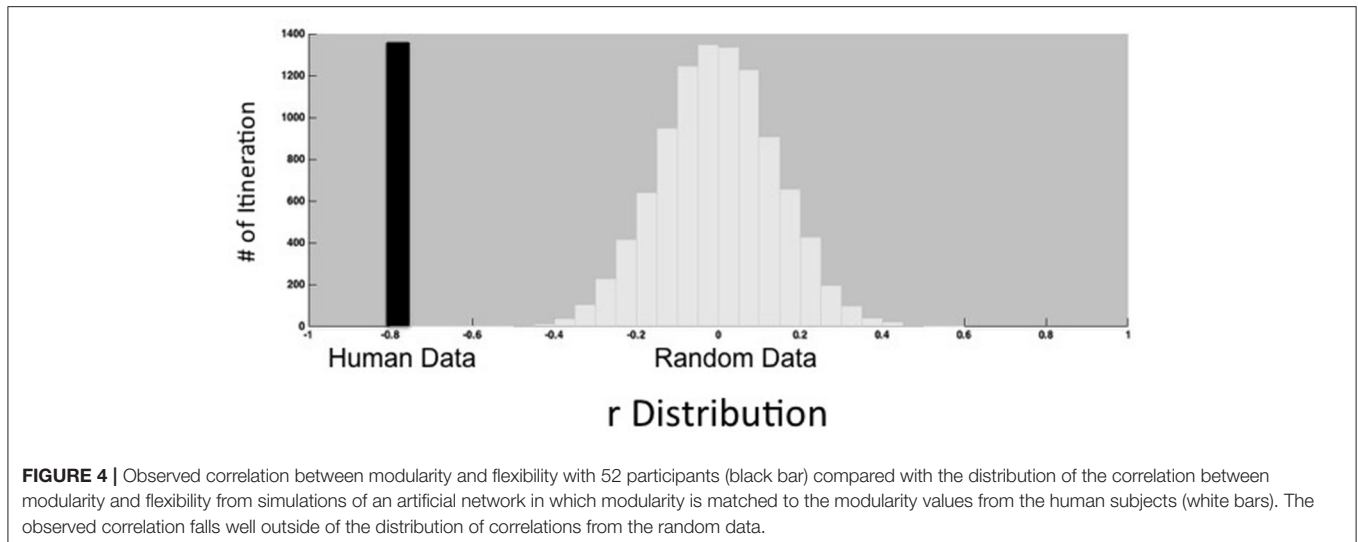 1400
1200
1000
800
600
400
200
0
# of Itineration
-1 -0.8 -0.6 -0.4 -0.2 0 0.2 0.4 0.6 0.8 1
Human Data Random Data
r Distribution
FIGURE 4 | Observed correlation between modularity and flexibility with 52 participants (black bar) compared with the distribution of the correlation between
modularity and flexibility from simulations of an artificial network in which modularity is matched to the modularity values from the human subjects (white bars). The
observed correlation falls well outside of the distribution of correlations from the random data.